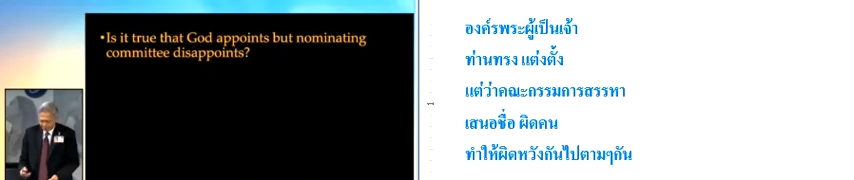 •Is it true that God appoints but nominating
committee disappoints?
องค์รพระผู้เป็นเจ้า
ท่านทรง แต่งตั้ง
แต่ว่าคณะกรรมการสรรหา
เสนอชื่อ ผิดคน
ทำให้ผิดหวังกันไปตามๆกัน
1